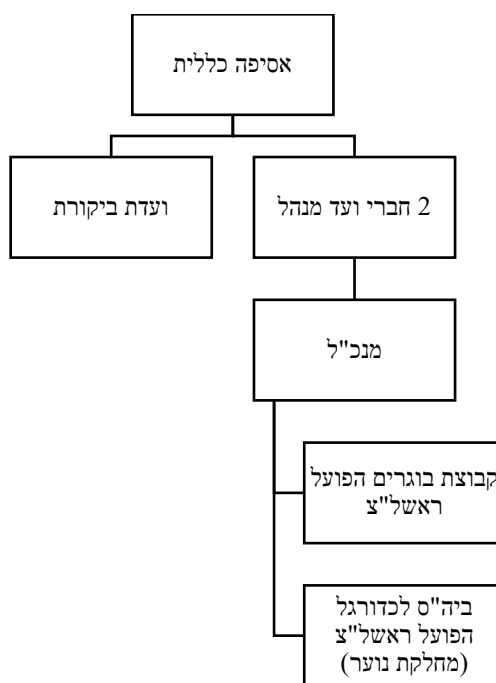 אסיפה כללית
2 חברי ועד מנהל
ועדת ביקורת
מנכ"ל
קבוצת בוגרים הפועל
ראשל"צ
ביה"ס לכדורגל
הפועל ראשל"צ
(מחלקת נוער)